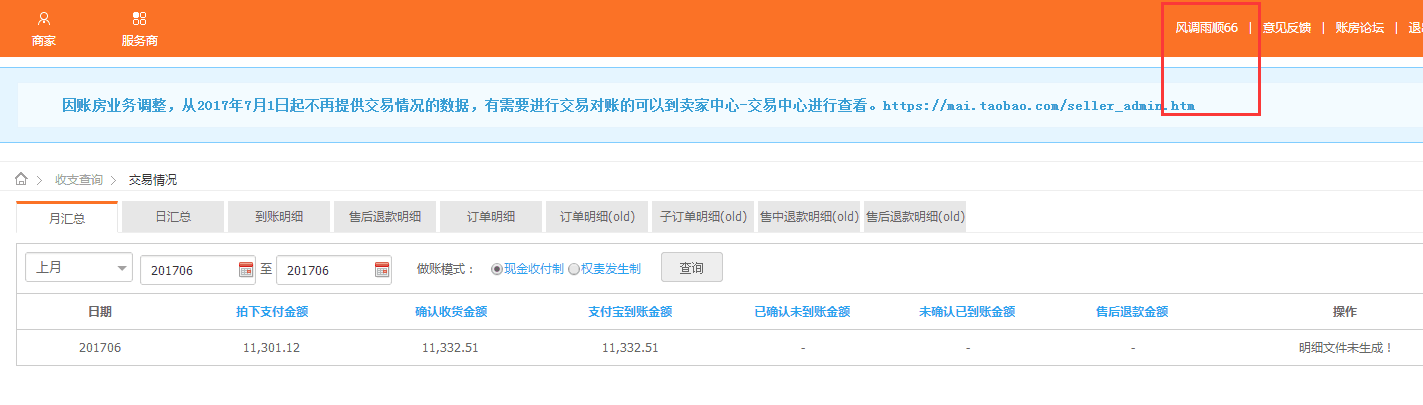 商家
服务商
风调雨顺66 | 意见反馈 | 账房论坛 |
因账房业务调整，从2017年7月1日起不再提供交易情况的数据，有需要进行交易对账的可以到卖家中心-交易中心进行查看。https://mai.taobao.com/seller_admin.htm
收支查询 > 交易情况
月汇总 日汇总 到账明细 售后退款明细 订单明细 订单明细(old) 子订单明细(old) 售中退款明细(old) 售后退款明细(old)
上月 201706 至 201706 做账模式： 现金收付制 权责发生制 查询
日期 拍下支付金额 确认收货金额 支付宝到账金额 已确认未到账金额 未确认已到账金额 售后退款金额 操作
201706 11,301.12 11,332.51 11,332.51 - - - 明细文件未生成！